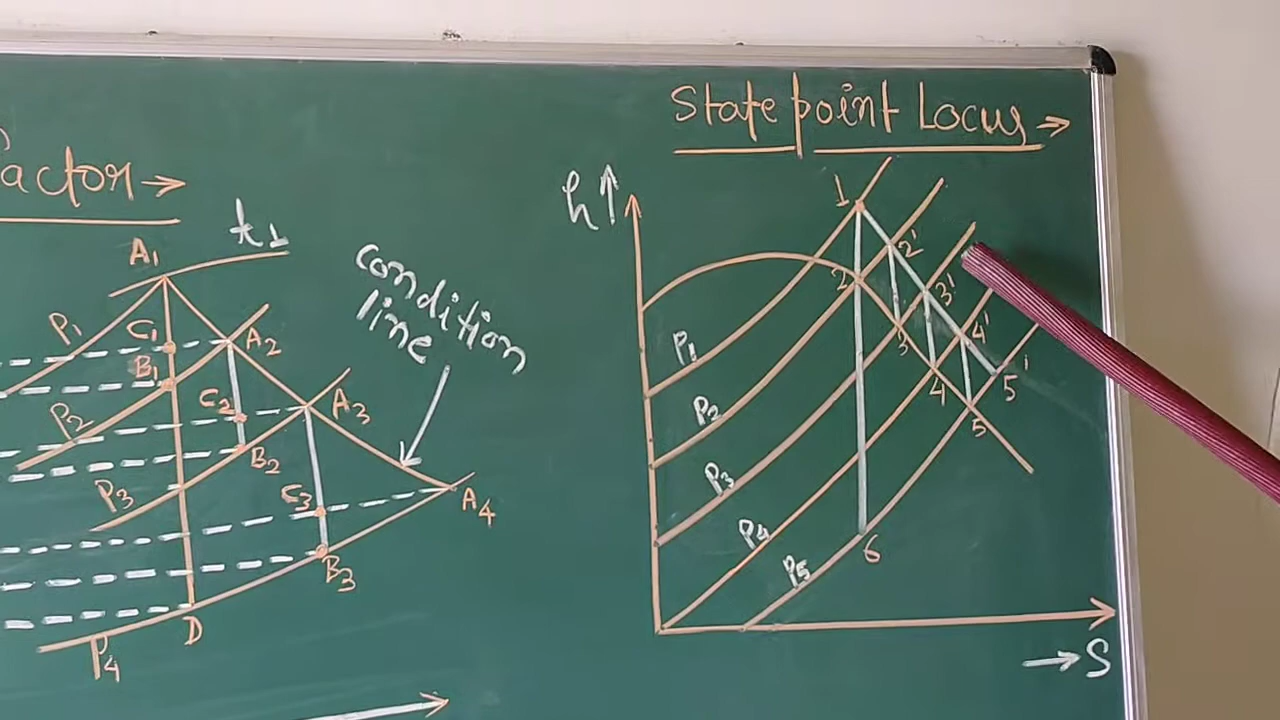 actor →
A1
t1
P1
C1
B1
A2
P2
C2
A3
B2
P3
C3
A4
B3
D
P4
condition
line
State point Locus →
h ↑
1
2'
2
3'
P1
3
4'
P2
4
5'
P3
5
P4
6
P5
→ S